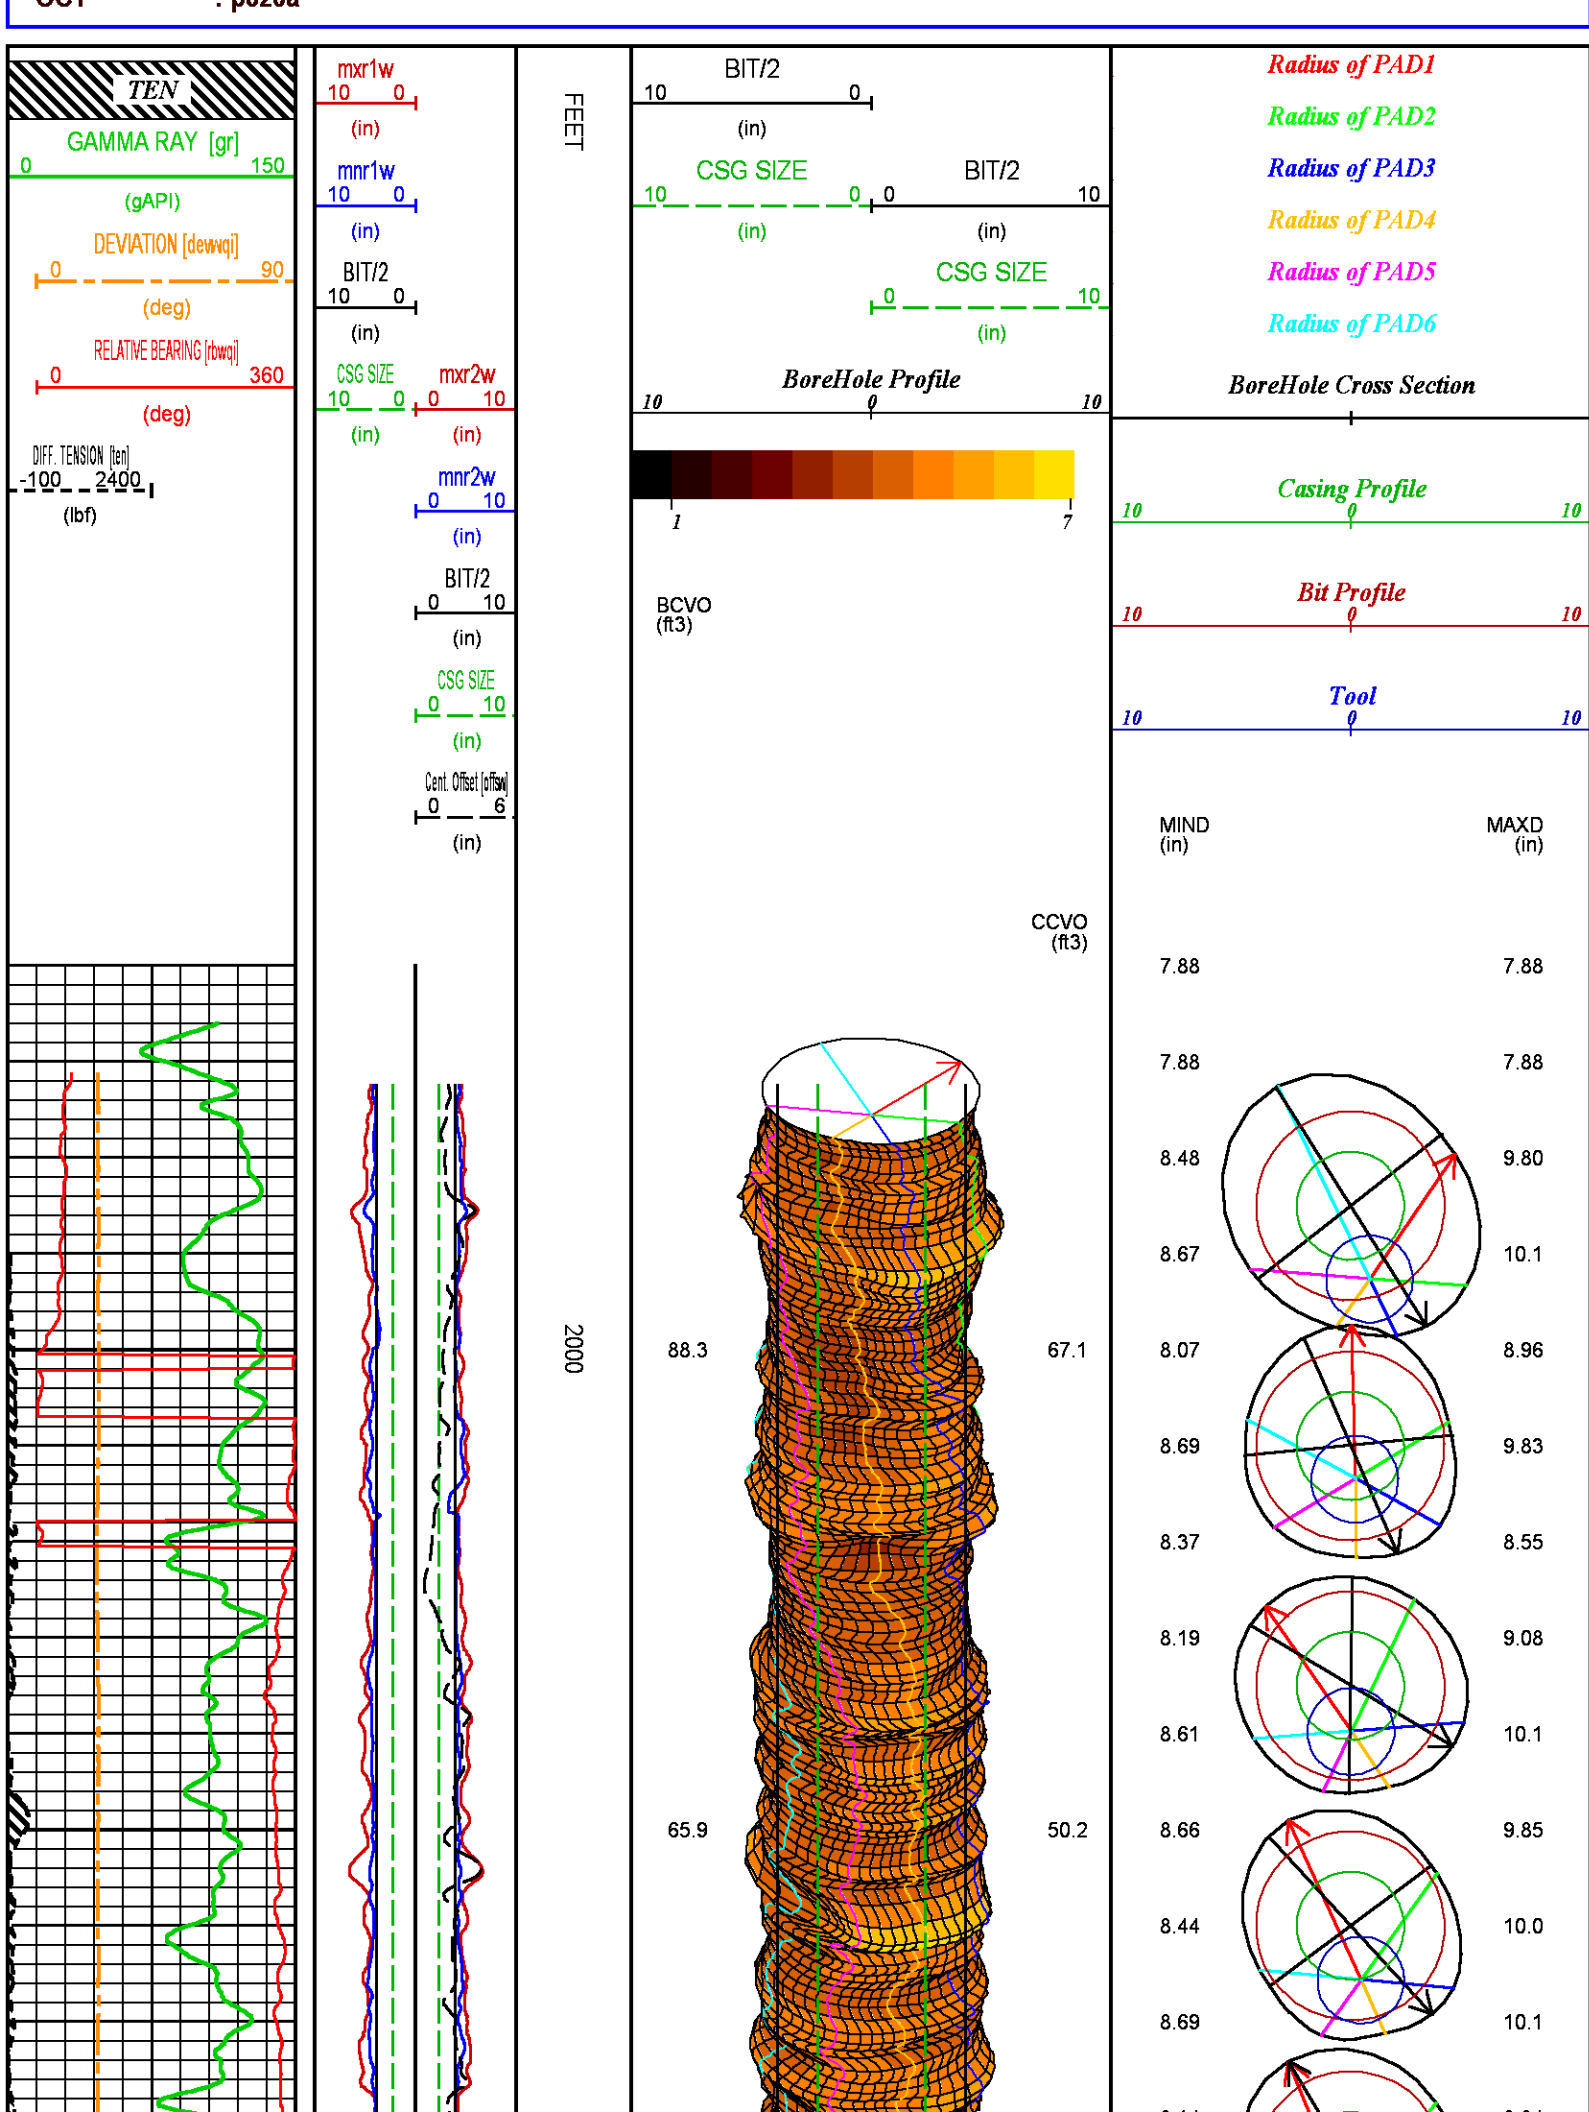 TEN
GAMMA RAY [gr]
0 150
(gAPI)
DEVIATION [devwqi]
0 90
(deg)
RELATIVE BEARING [rbwqi]
0 360
(deg)
DIFF. TENSION [ten]
-100 2400
(lbf)
mxr1w
10 0
(in)
mnr1w
10 0
(in)
BIT/2
10 0
(in)
CSG SIZE
10 0
(in)
mxr2w
0 10
(in)
mnr2w
0 10
(in)
BIT/2
0 10
(in)
CSG SIZE
0 10
(in)
Cent. Offset [offsw]
0 6
(in)
FEET
2000
BIT/2
10 0
(in)
CSG SIZE
10 0
(in)
BIT/2
0 10
(in)
CSG SIZE
0 10
(in)
BoreHole Profile
10 0 10
1 7
BCVO
(ft3)
CCVO
(ft3)
88.3 67.1
65.9 50.2
Radius of PAD1
Radius of PAD2
Radius of PAD3
Radius of PAD4
Radius of PAD5
Radius of PAD6
BoreHole Cross Section
Casing Profile
10 0 10
Bit Profile
10 0 10
Tool
10 0 10
MIND MAXD
(in) (in)
7.88 7.88
7.88 7.88
8.48 9.80
8.67 10.1
8.07 8.96
8.69 9.83
8.37 8.55
8.19 9.08
8.61 10.1
8.66 9.85
8.44 10.0
8.69 10.1